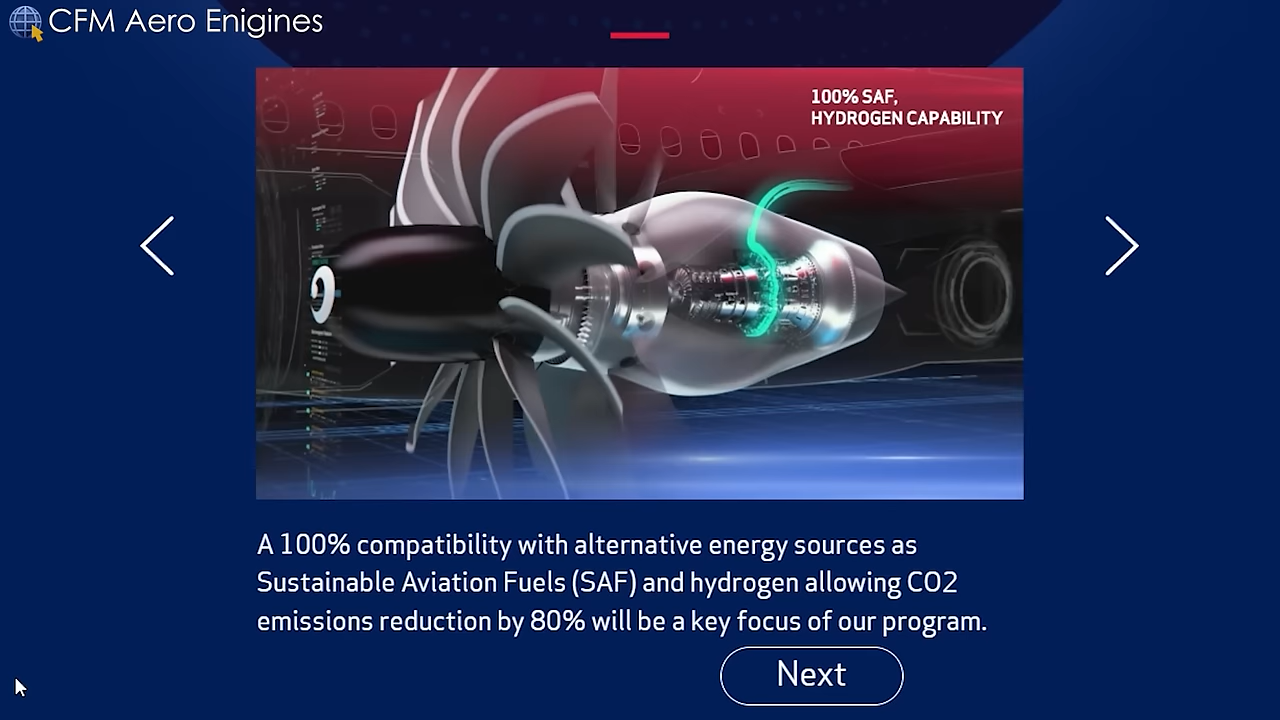 CFM Aero Enigines
100% SAF,
HYDROGEN CAPABILITY
A 100% compatibility with alternative energy sources as
Sustainable Aviation Fuels (SAF) and hydrogen allowing CO2
emissions reduction by 80% will be a key focus of our program.
Next